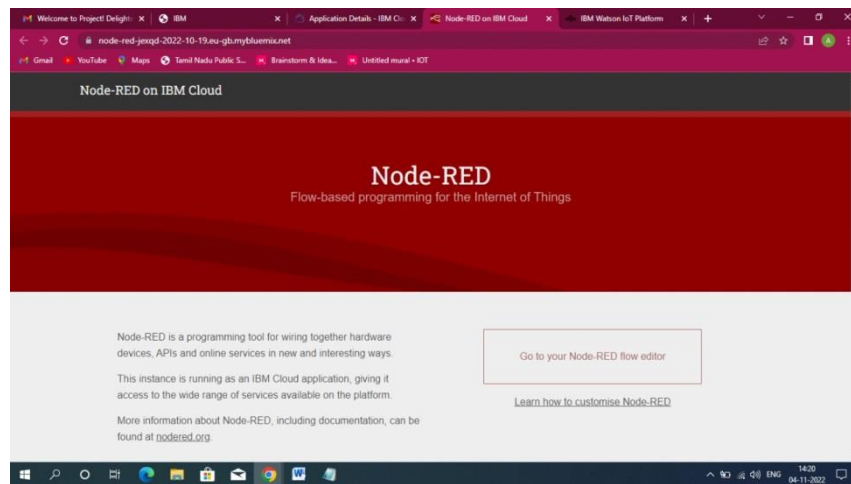 Welcome to Project! Delight
IBM
Application Details - IBM Clo
Node-RED on IBM Cloud
IBM Watson IoT Platform
node-red-jexqd-2022-10-19.eu-gb.mybluemix.net
Gmail
YouTube
Maps
Tamil Nadu Public S...
Brainstorm & Idea...
Untitled mural • IOT
Node-RED on IBM Cloud
Node-RED
Flow-based programming for the Internet of Things
Node-RED is a programming tool for wiring together hardware
devices, APIs and online services in new and interesting ways.
This instance is running as an IBM Cloud application, giving it
access to the wide range of services available on the platform.
More information about Node-RED, including documentation, can be
found at nodered.org.
Go to your Node-RED flow editor
Learn how to customise Node-RED
ENG
14:20
04-11-2022